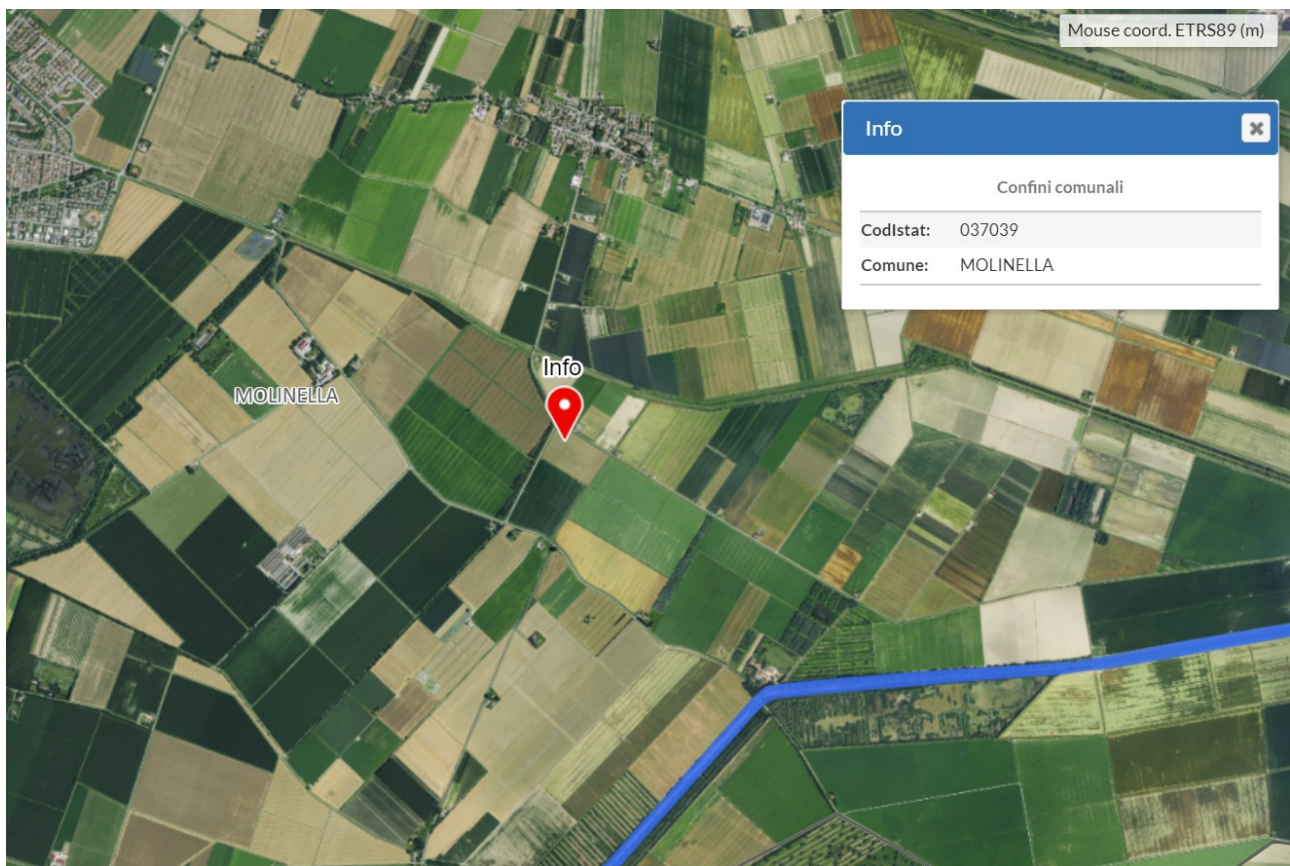 Mouse coord. ETRS89 (m)
Info
Confini comunali
CodIstat: 037039
Comune: MOLINELLA
Info
MOLINELLA